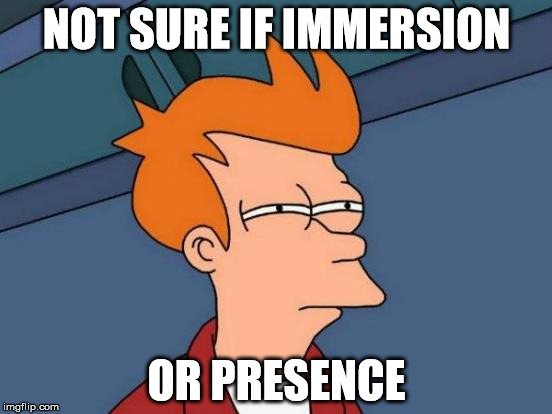 NOT SURE IF IMMERSION
OR PRESENCE
imgflip.com